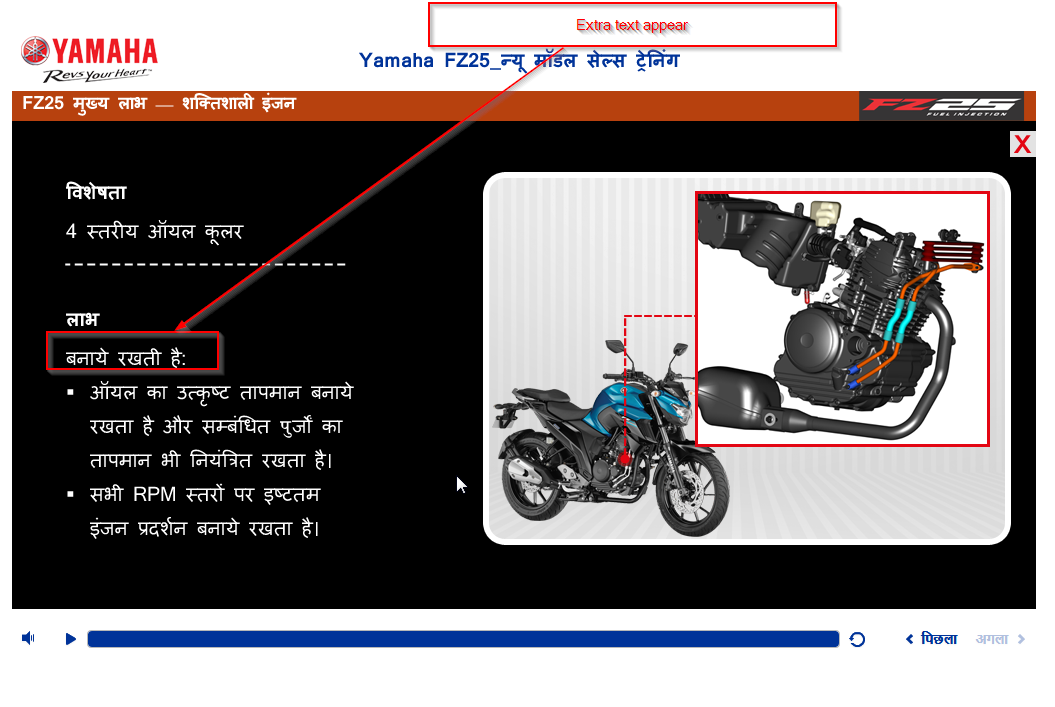 Extra text appear
YAMAHA
Revs Your Heart
Yamaha FZ25_न्यू मॉडल सेल्स ट्रेनिंग
FZ25 मुख्य लाभ — शक्तिशाली इंजन
FZ25
FUEL INJECTION
X
विशेषता
4 स्तरीय ऑयल कूलर
-------------------------
लाभ
बनाये रखती है:
▪ ऑयल का उत्कृष्ट तापमान बनाये
रखता है और सम्बंधित पुर्जों का
तापमान भी नियंत्रित रखता है।
▪ सभी RPM स्तरों पर इष्टतम
इंजन प्रदर्शन बनाये रखता है।
पिछला
अगला